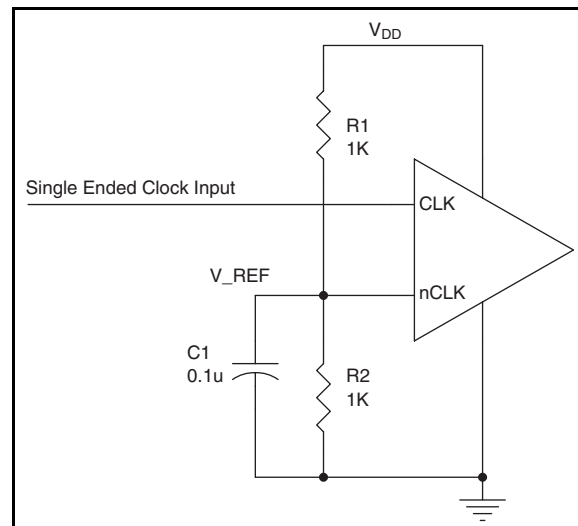 V_DD
R1
1K
Single Ended Clock Input
CLK
V_REF
nCLK
C1
0.1u
R2
1K